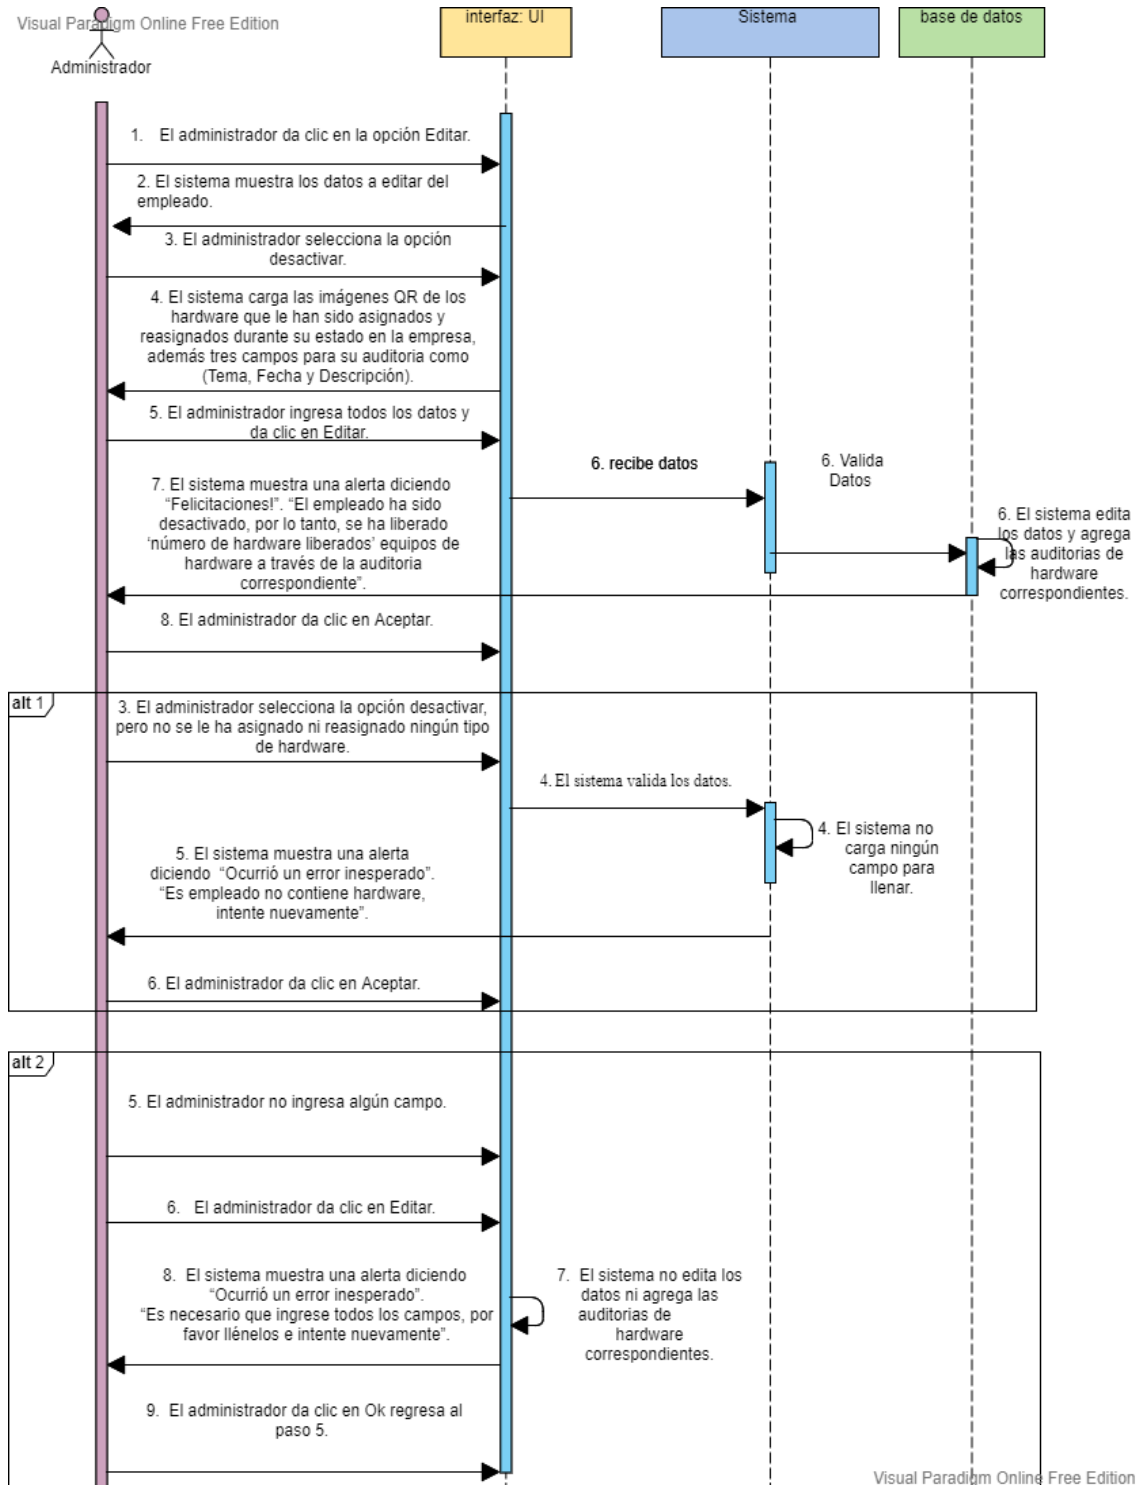 Visual Paradigm Online Free Edition
Administrador
interfaz: UI
Sistema
base de datos
1. El administrador da clic en la opción Editar.
2. El sistema muestra los datos a editar del
empleado.
3. El administrador selecciona la opción
desactivar.
4. El sistema carga las imágenes QR de los
hardware que le han sido asignados y
reasignados durante su estado en la empresa,
además tres campos para su auditoria como
(Tema, Fecha y Descripción).
5. El administrador ingresa todos los datos y
da clic en Editar.
6. recibe datos
6. Valida
Datos
6. El sistema edita
los datos y agrega
las auditorias de
hardware
correspondientes.
7. El sistema muestra una alerta diciendo
“Felicitaciones!”. “El empleado ha sido
desactivado, por lo tanto, se ha liberado
‘número de hardware liberados’ equipos de
hardware a través de la auditoria
correspondiente”.
8. El administrador da clic en Aceptar.
alt 1
3. El administrador selecciona la opción desactivar,
pero no se le ha asignado ni reasignado ningún tipo
de hardware.
4. El sistema valida los datos.
4. El sistema no
carga ningún
campo para
llenar.
5. El sistema muestra una alerta
diciendo “Ocurrió un error inesperado”.
“Es empleado no contiene hardware,
intente nuevamente”.
6. El administrador da clic en Aceptar.
alt 2
5. El administrador no ingresa algún campo.
6. El administrador da clic en Editar.
7. El sistema no edita los
datos ni agrega las
auditorias de
hardware
correspondientes.
8. El sistema muestra una alerta diciendo
“Ocurrió un error inesperado”.
“Es necesario que ingrese todos los campos, por
favor llénelos e intente nuevamente”.
9. El administrador da clic en Ok regresa al
paso 5.
Visual Paradigm Online Free Edition